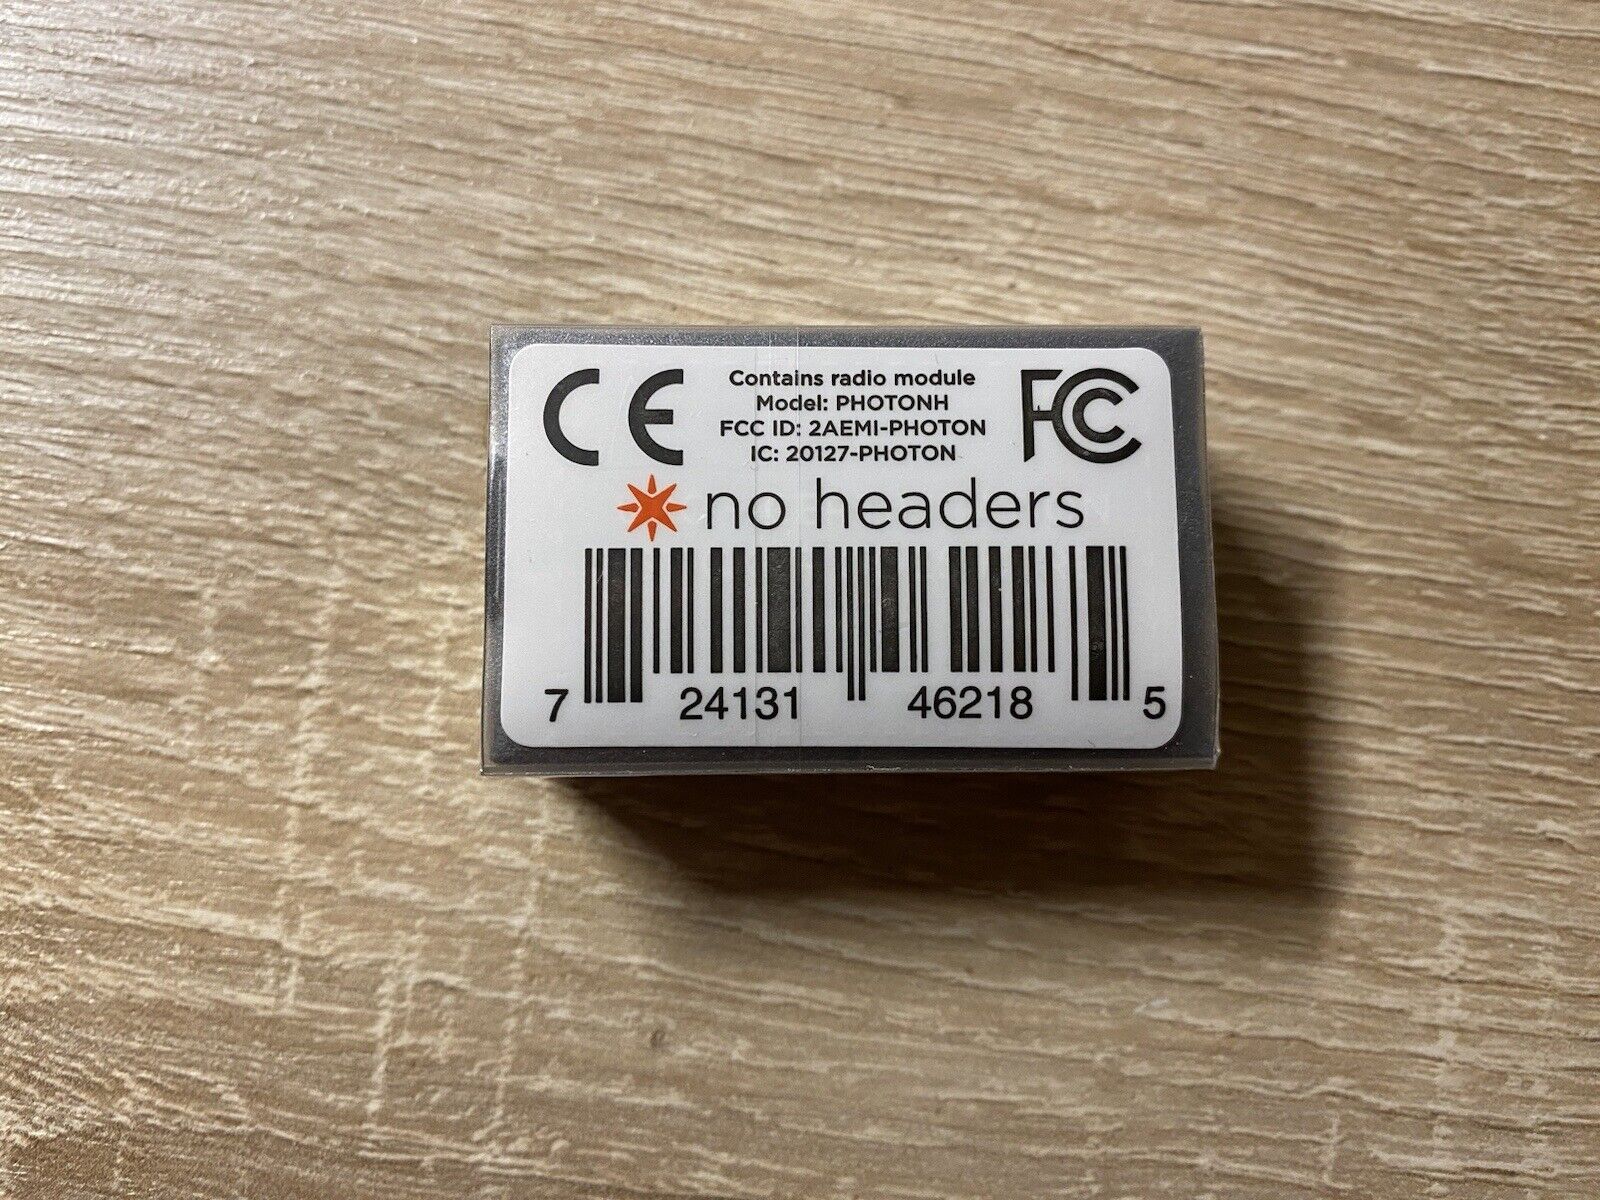 CE
Contains radio module
Model: PHOTONH
FCC ID: 2AEMI-PHOTON
IC: 20127-PHOTON
FCC
no headers
7 24131 46218 5